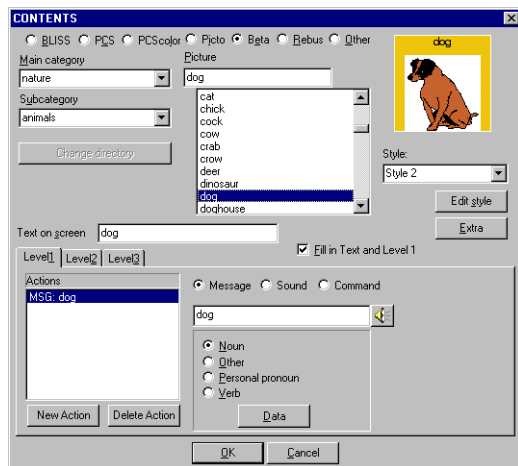 CONTENTS
BLISS PCS PCScolor Picto Beta Rebus Other
Main category
nature
Subcategory
animals
Change directory
Picture
dog
cat
chick
cock
cow
crab
crow
deer
dinosaur
dog
doghouse
dog
Style:
Style 2
Edit style
Extra
Text on screen dog
Fill in Text and Level 1
Level1 Level2 Level3
Actions
MSG: dog
New Action Delete Action
Message Sound Command
dog
Noun
Other
Personal pronoun
Verb
Data
OK Cancel